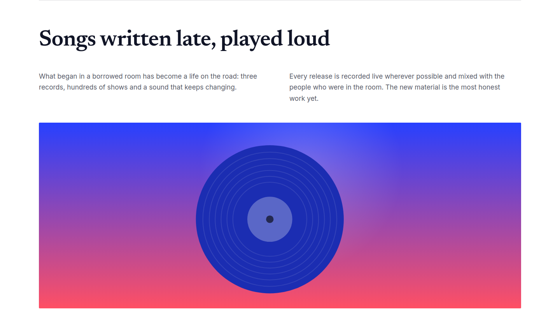 Songs written late, played loud
What began in a borrowed room has become a life on the road: three
records, hundreds of shows and a sound that keeps changing.
Every release is recorded live wherever possible and mixed with the
people who were in the room. The new material is the most honest
work yet.